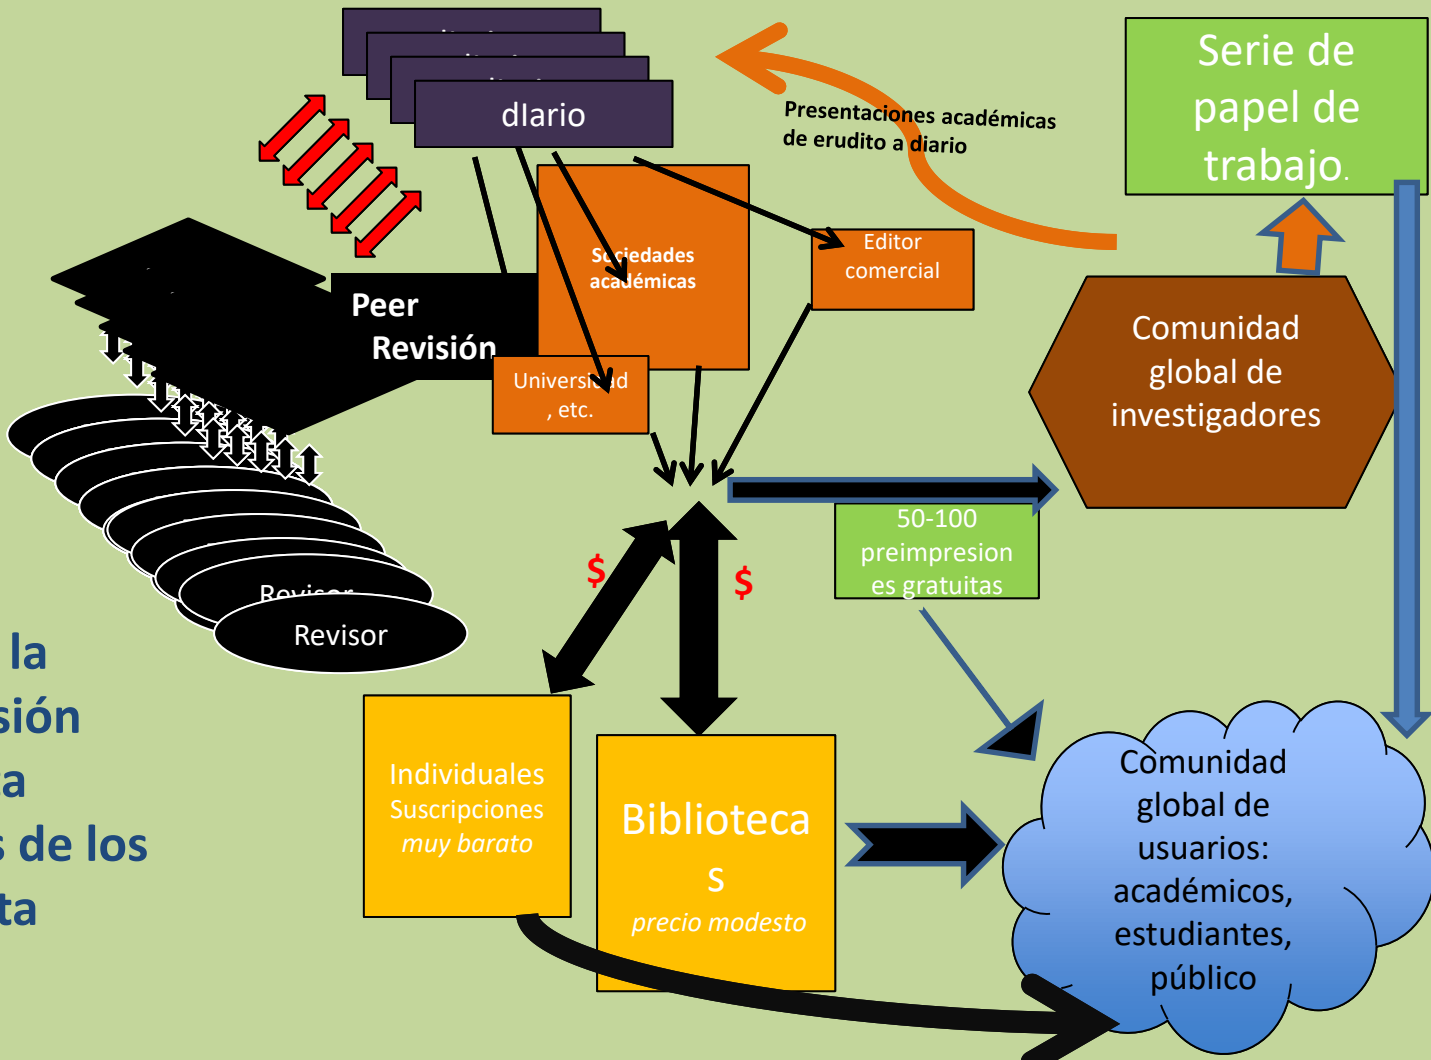 dIario
Presentaciones académicas
de erudito a diario
Serie de
papel de
trabajo.
Sociedades
académicas
Editor
comercial
Peer
Revisión
Universidad
, etc.
Comunidad
global de
investigadores
50-100
preimpresion
es gratuitas
$
$
Revisor
Revisor
la
sión
s de los
ta
Individuales
Suscripciones
muy barato
Biblioteca
s
precio modesto
Comunidad
global de
usuarios:
académicos,
estudiantes,
público